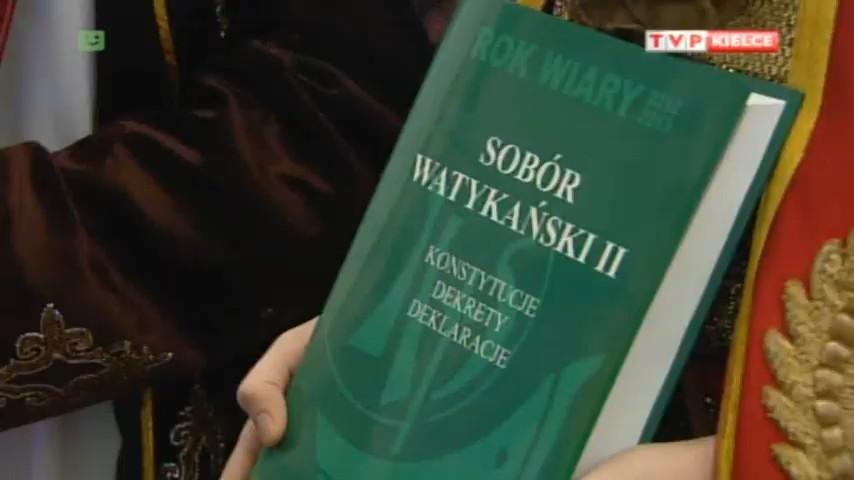 TVP KIELCE
ROK WIARY 2012
2013
SOBÓR
WATYKAŃSKI II
KONSTYTUCJE
DEKRETY
DEKLARACJE